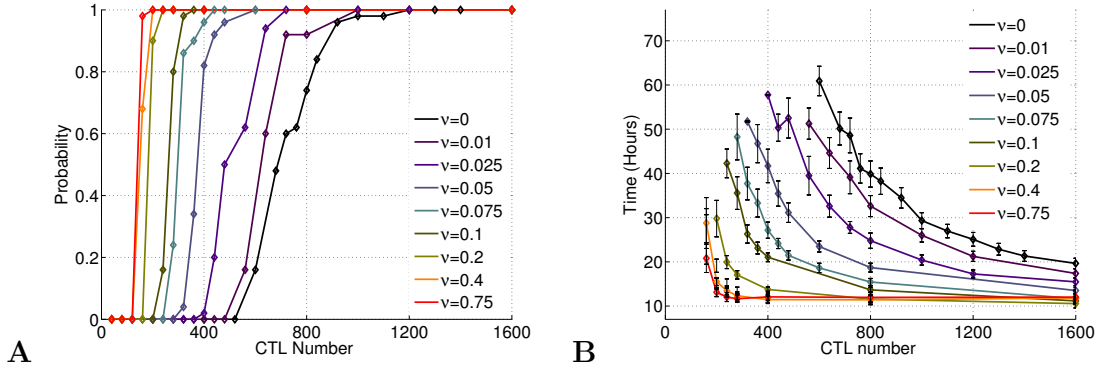 1
0.8
0.6
0.4
0.2
0
Probability
0
400
800
1200
1600
CTL Number
ν=0
ν=0.01
ν=0.025
ν=0.05
ν=0.075
ν=0.1
ν=0.2
ν=0.4
ν=0.75
A
70
60
50
40
30
20
10
Time (Hours)
400
800
1200
1600
CTL number
ν=0
ν=0.01
ν=0.025
ν=0.05
ν=0.075
ν=0.1
ν=0.2
ν=0.4
ν=0.75
B